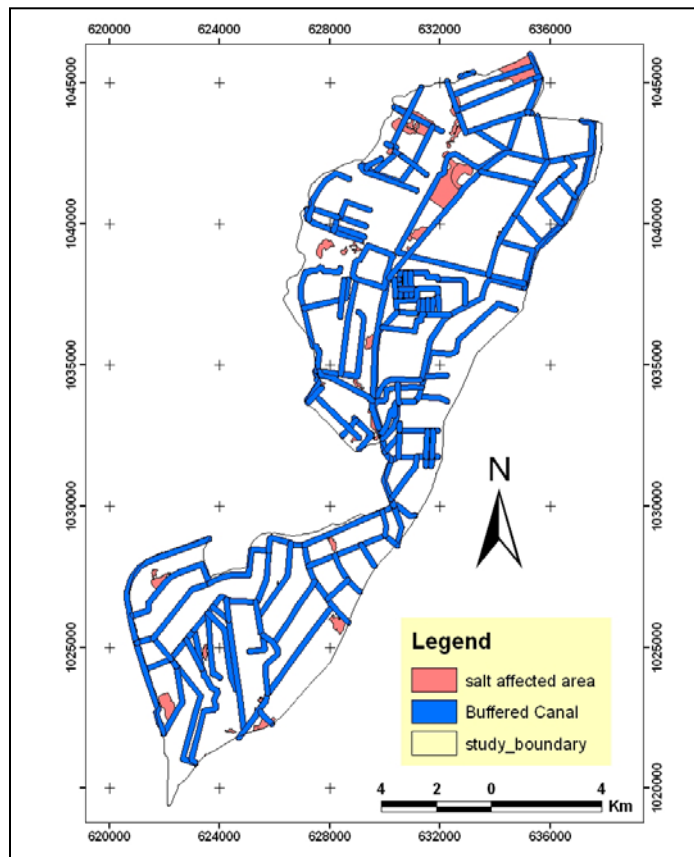 620000 624000 628000 632000 636000
1045000 1045000
1040000 1040000
1035000 1035000
N
1030000 1030000
1025000 1025000
Legend
salt affected area
Buffered Canal
study_boundary
1020000 1020000
4 2 0 4
Km
620000 624000 628000 632000 636000